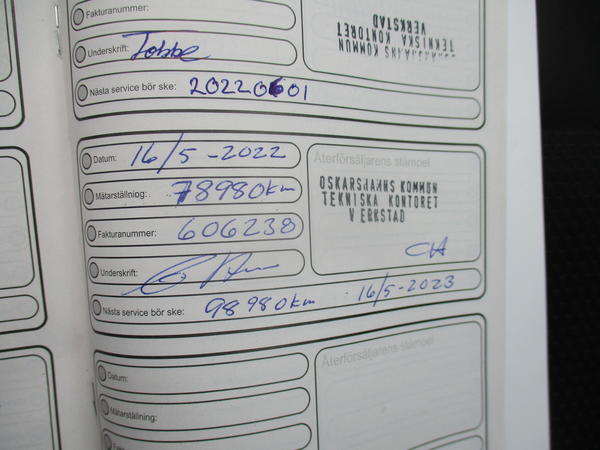 Fakturanummer:
Underskrift: Tobbe
TEKNISKA KONTORET
VERKSTAD
Nästa service bör ske: 20220601
Datum: 16/5-2022
Återförsäljarens stämpel
Mätarställniog: 78980km
OSKARSHAMNS KOMMUN
TEKNISKA KONTORET
VERKSTAD
Fakturanummer: 606238
Underskrift:
CH
Nästa service bör ske: 98980km 16/5-2023
Återförsäljarens stämpel
Datum:
Mätarställning: